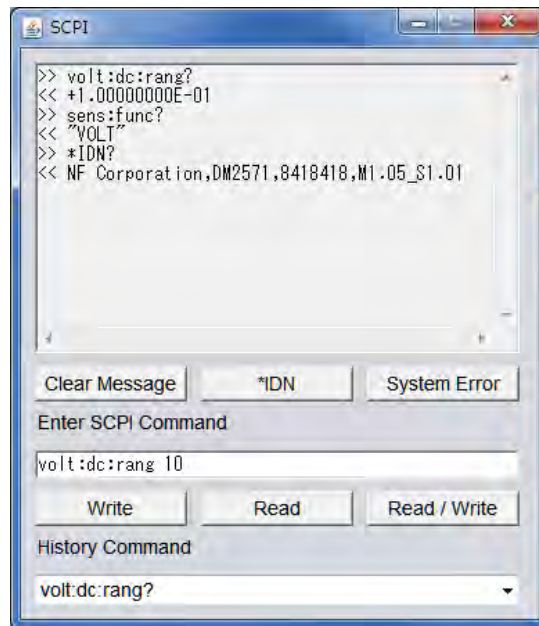 SCPI
>> volt:dc:rang?
<< +1.00000000E-01
>> sens:func?
<< "VOLT"
>> *IDN?
<< NF Corporation,DM2571,8418418,M1.05_S1.01
Clear Message *IDN System Error
Enter SCPI Command
volt:dc:rang 10
Write Read Read / Write
History Command
volt:dc:rang?